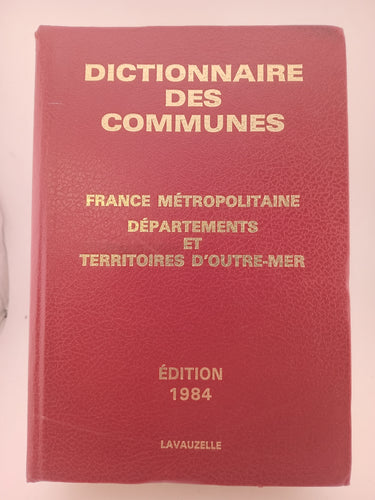 DICTIONNAIRE
DES
COMMUNES
FRANCE MÉTROPOLITAINE
DÉPARTEMENTS
ET
TERRITOIRES D'OUTRE-MER
ÉDITION
1984
LAVAUZELLE